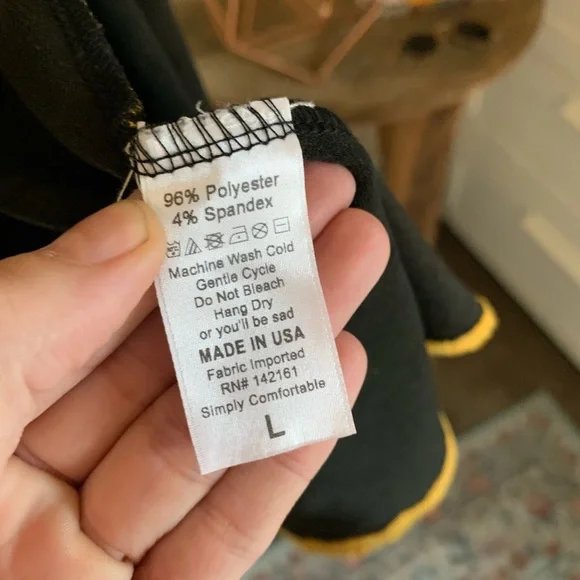 96% Polyester
4% Spandex
Machine Wash Cold
Gentle Cycle
Do Not Bleach
Hang Dry
or you'll be sad
MADE IN USA
Fabric Imported
RN# 142161
Simply Comfortable
L